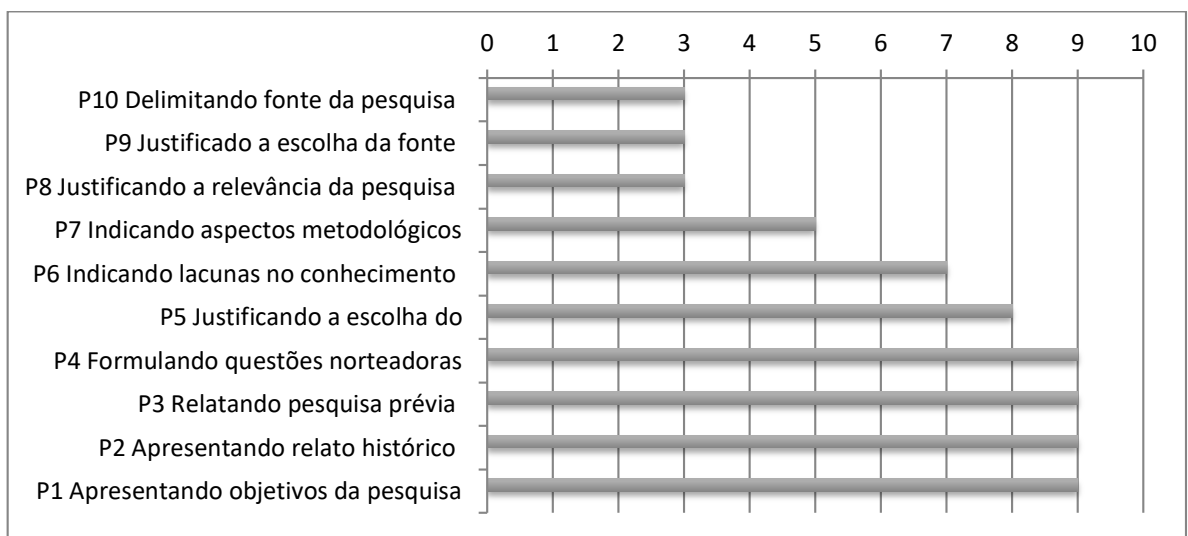 0 1 2 3 4 5 6 7 8 9 10
P10 Delimitando fonte da pesquisa
P9 Justificado a escolha da fonte
P8 Justificando a relevância da pesquisa
P7 Indicando aspectos metodológicos
P6 Indicando lacunas no conhecimento
P5 Justificando a escolha do
P4 Formulando questões norteadoras
P3 Relatando pesquisa prévia
P2 Apresentando relato histórico
P1 Apresentando objetivos da pesquisa